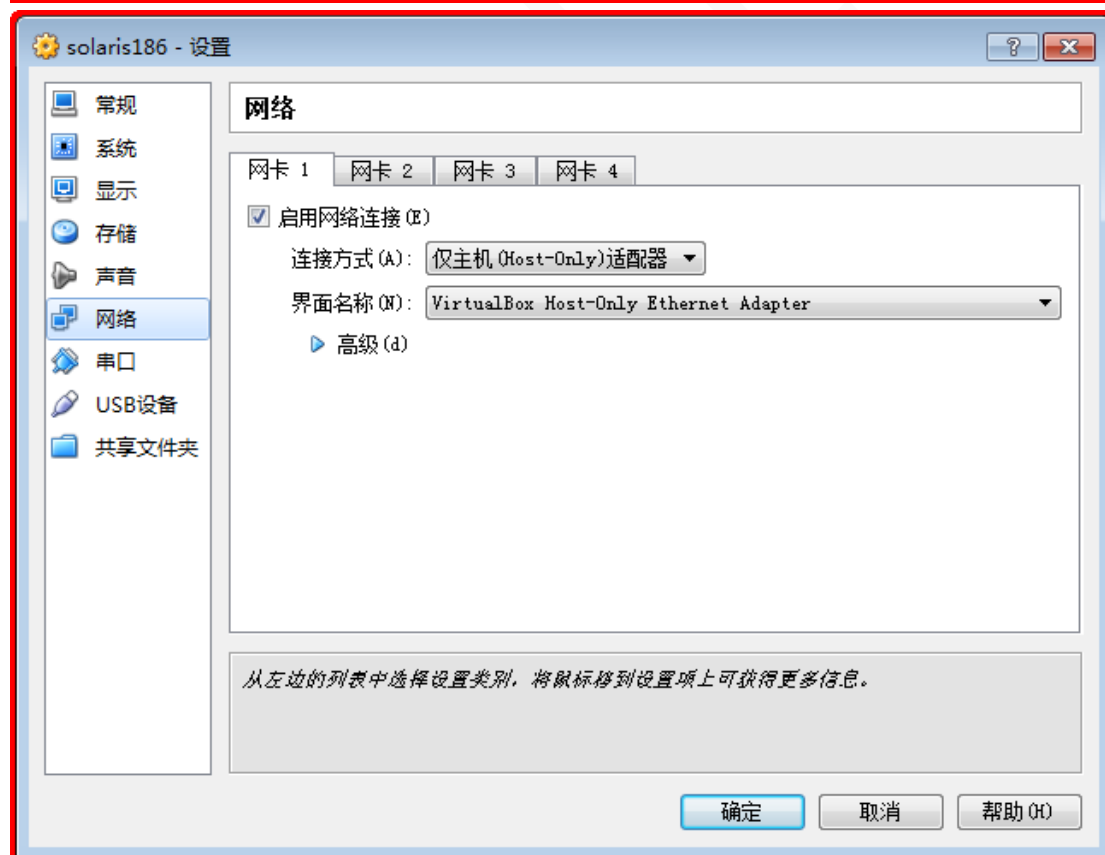 solaris186 - 设置
常规
系统
显示
存储
声音
网络
串口
USB设备
共享文件夹
网络
网卡 1
网卡 2
网卡 3
网卡 4
启用网络连接(E)
连接方式(A): 仅主机(Host-Only)适配器
界面名称(N): VirtualBox Host-Only Ethernet Adapter
高级(d)
从左边的列表中选择设置类别，将鼠标移到设置项上可获得更多信息。
确定
取消
帮助(H)